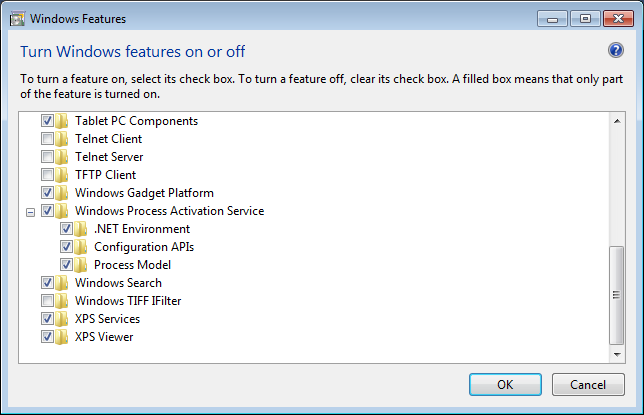 Windows Features
Turn Windows features on or off
To turn a feature on, select its check box. To turn a feature off, clear its check box. A filled box means that only part
of the feature is turned on.
Tablet PC Components
Telnet Client
Telnet Server
TFTP Client
Windows Gadget Platform
Windows Process Activation Service
.NET Environment
Configuration APIs
Process Model
Windows Search
Windows TIFF IFilter
XPS Services
XPS Viewer
OK
Cancel